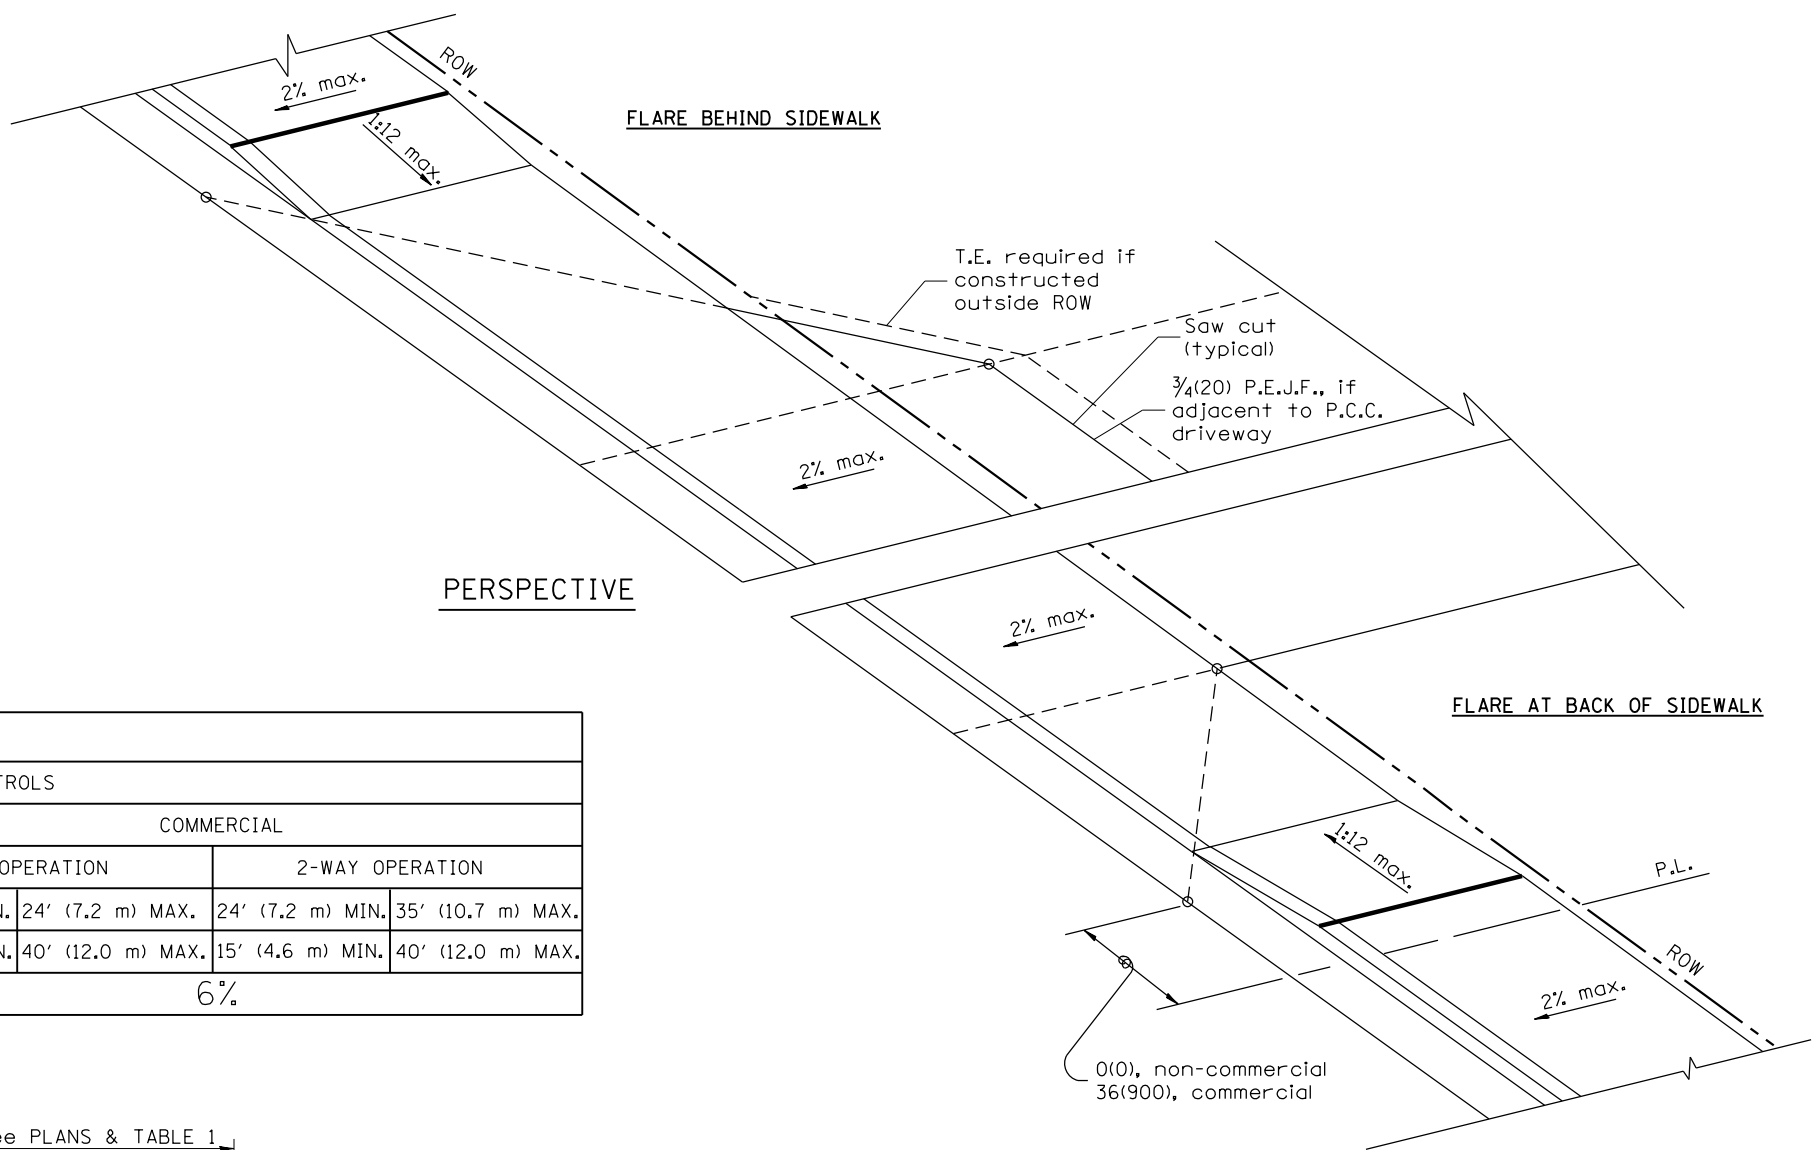 ROW
2% max.
FLARE BEHIND SIDEWALK
1:12 max.
T.E. required if
constructed
outside ROW
Saw cut
(typical)
¾(20) P.E.J.F., if
adjacent to P.C.C.
driveway
2% max.
PERSPECTIVE
2% max.
FLARE AT BACK OF SIDEWALK
1:12 max.
P.L.
ROW
2% max.
0(0), non-commercial
36(900), commercial
TROLS
COMMERCIAL
OPERATION 2-WAY OPERATION
N. 24' (7.2 m) MAX. 24' (7.2 m) MIN. 35' (10.7 m) MAX.
N. 40' (12.0 m) MAX. 15' (4.6 m) MIN. 40' (12.0 m) MAX.
6%
ee PLANS & TABLE 1